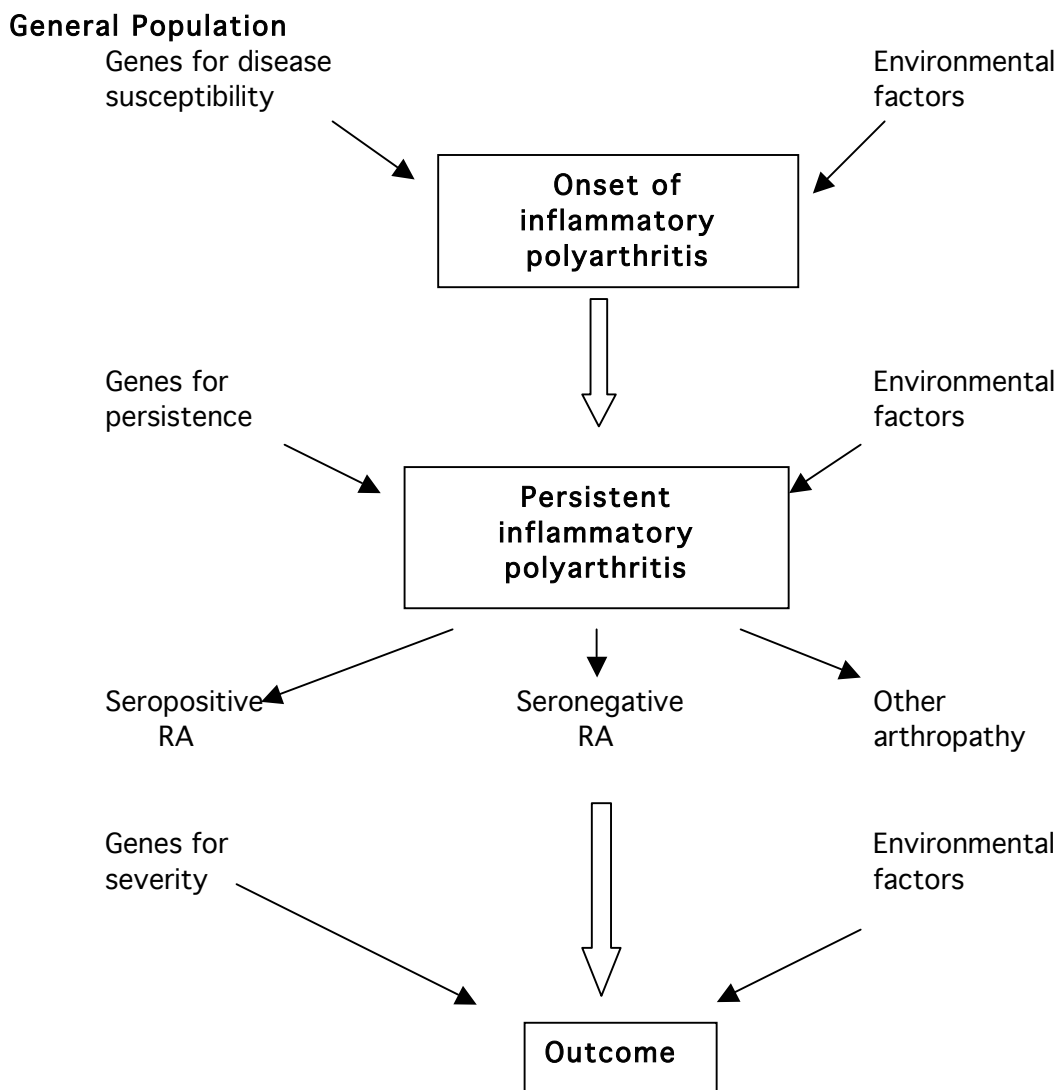 General Population
Genes for disease
susceptibility
Environmental
factors
Onset of
inflammatory
polyarthritis
Genes for
persistence
Environmental
factors
Persistent
inflammatory
polyarthritis
Seropositive
RA
Seronegative
RA
Other
arthropathy
Genes for
severity
Environmental
factors
Outcome